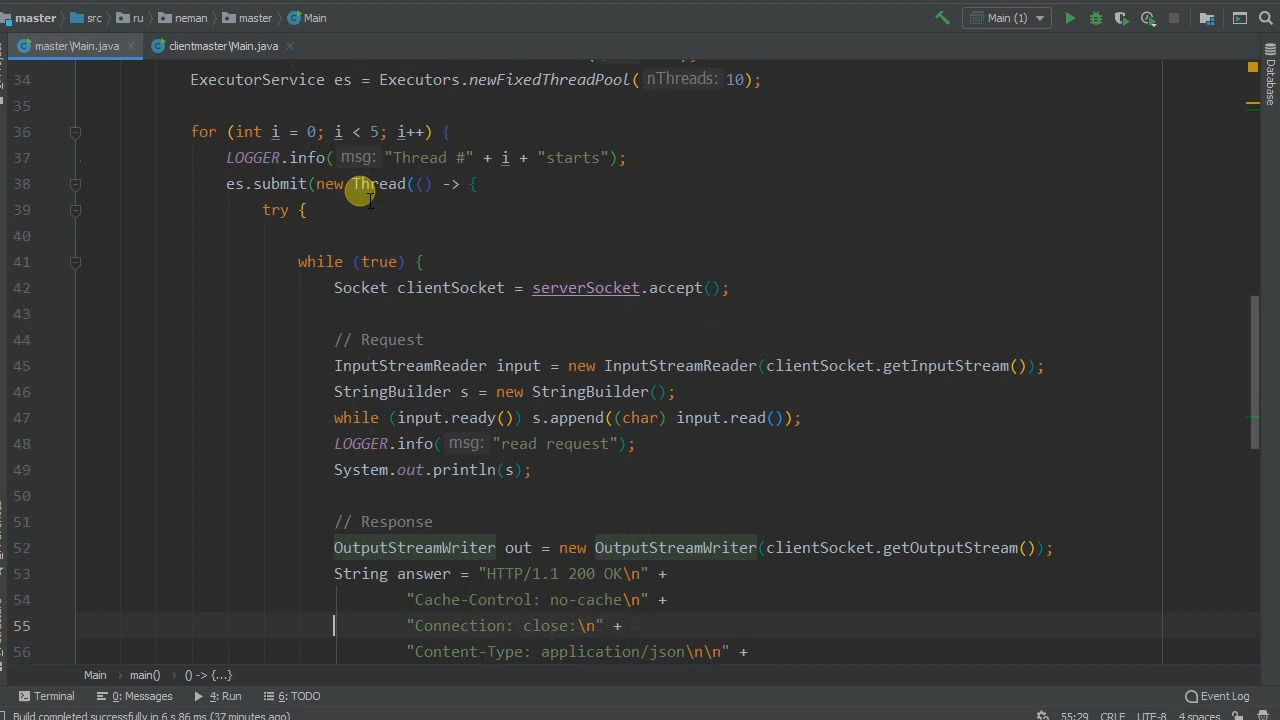 master src ru neman master Main Main (1)
master\Main.java clientmaster\Main.java
Database
34 ExecutorService es = Executors.newFixedThreadPool( nThreads: 10);
35
36 for (int i = 0; i < 5; i++) {
37 LOGGER.info( msg: "Thread #" + i + "starts");
38 es.submit(new Thread(() -> {
39 try {
40
41 while (true) {
42 Socket clientSocket = serverSocket.accept();
43
44 // Request
45 InputStreamReader input = new InputStreamReader(clientSocket.getInputStream());
46 StringBuilder s = new StringBuilder();
47 while (input.ready()) s.append((char) input.read());
48 LOGGER.info( msg: "read request");
49 System.out.println(s);
50
51 // Response
52 OutputStreamWriter out = new OutputStreamWriter(clientSocket.getOutputStream());
53 String answer = "HTTP/1.1 200 OK\n" +
54 "Cache-Control: no-cache\n" +
55 "Connection: close:\n" +
56 "Content-Type: application/json\n\n" +
Main main() () -> {...}
Terminal 0: Messages 4: Run 6: TODO Event Log
Build completed successfully in 6 s 86 ms (37 minutes ago) 55:29 CRLF UTF-8 4 spaces